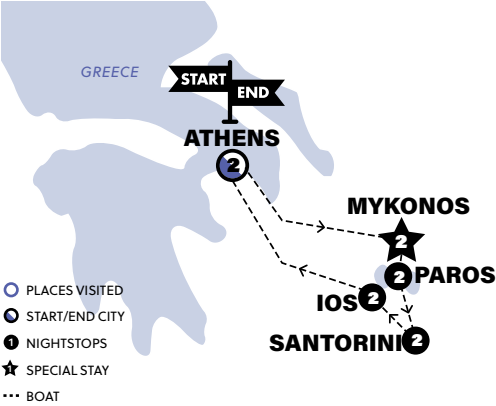 GREECE
START
END
ATHENS
2
MYKONOS
2
2 PAROS
IOS 2
SANTORINI 2
PLACES VISITED
START/END CITY
1 NIGHTSTOPS
1 SPECIAL STAY
BOAT